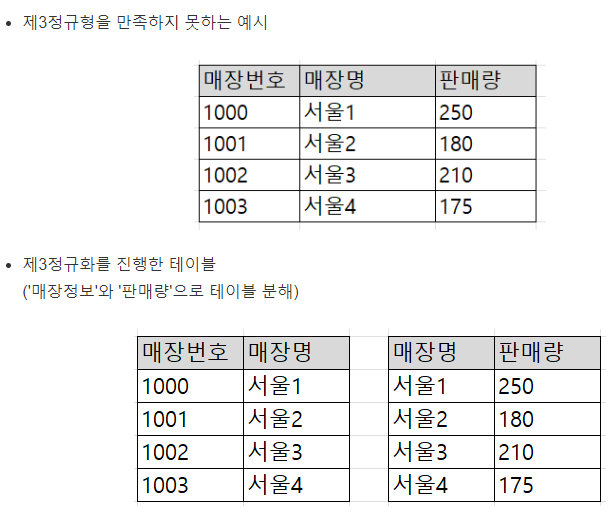 제3정규형을 만족하지 못하는 예시
매장번호 매장명 판매량
1000 서울1 250
1001 서울2 180
1002 서울3 210
1003 서울4 175
제3정규화를 진행한 테이블
('매장정보'와 '판매량'으로 테이블 분해)
매장번호 매장명 매장명 판매량
1000 서울1 서울1 250
1001 서울2 서울2 180
1002 서울3 서울3 210
1003 서울4 서울4 175